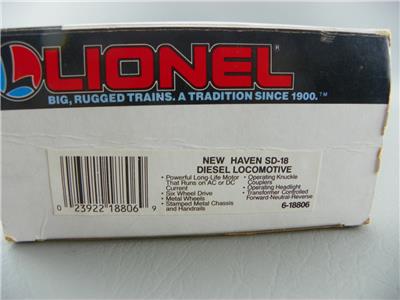 LIONEL®
BIG, RUGGED TRAINS. A TRADITION SINCE 1900.™
NEW HAVEN SD-18
DIESEL LOCOMOTIVE
• Powerful Long-Life Motor
That Runs on AC or DC
Current
• Six Wheel Drive
• Metal Wheels
• Stamped Metal Chassis
and Handrails
• Operating Knuckle
Couplers
• Operating Headlight
• Transformer Controlled
Forward-Neutral-Reverse
6-18806
0 23922 18806 9